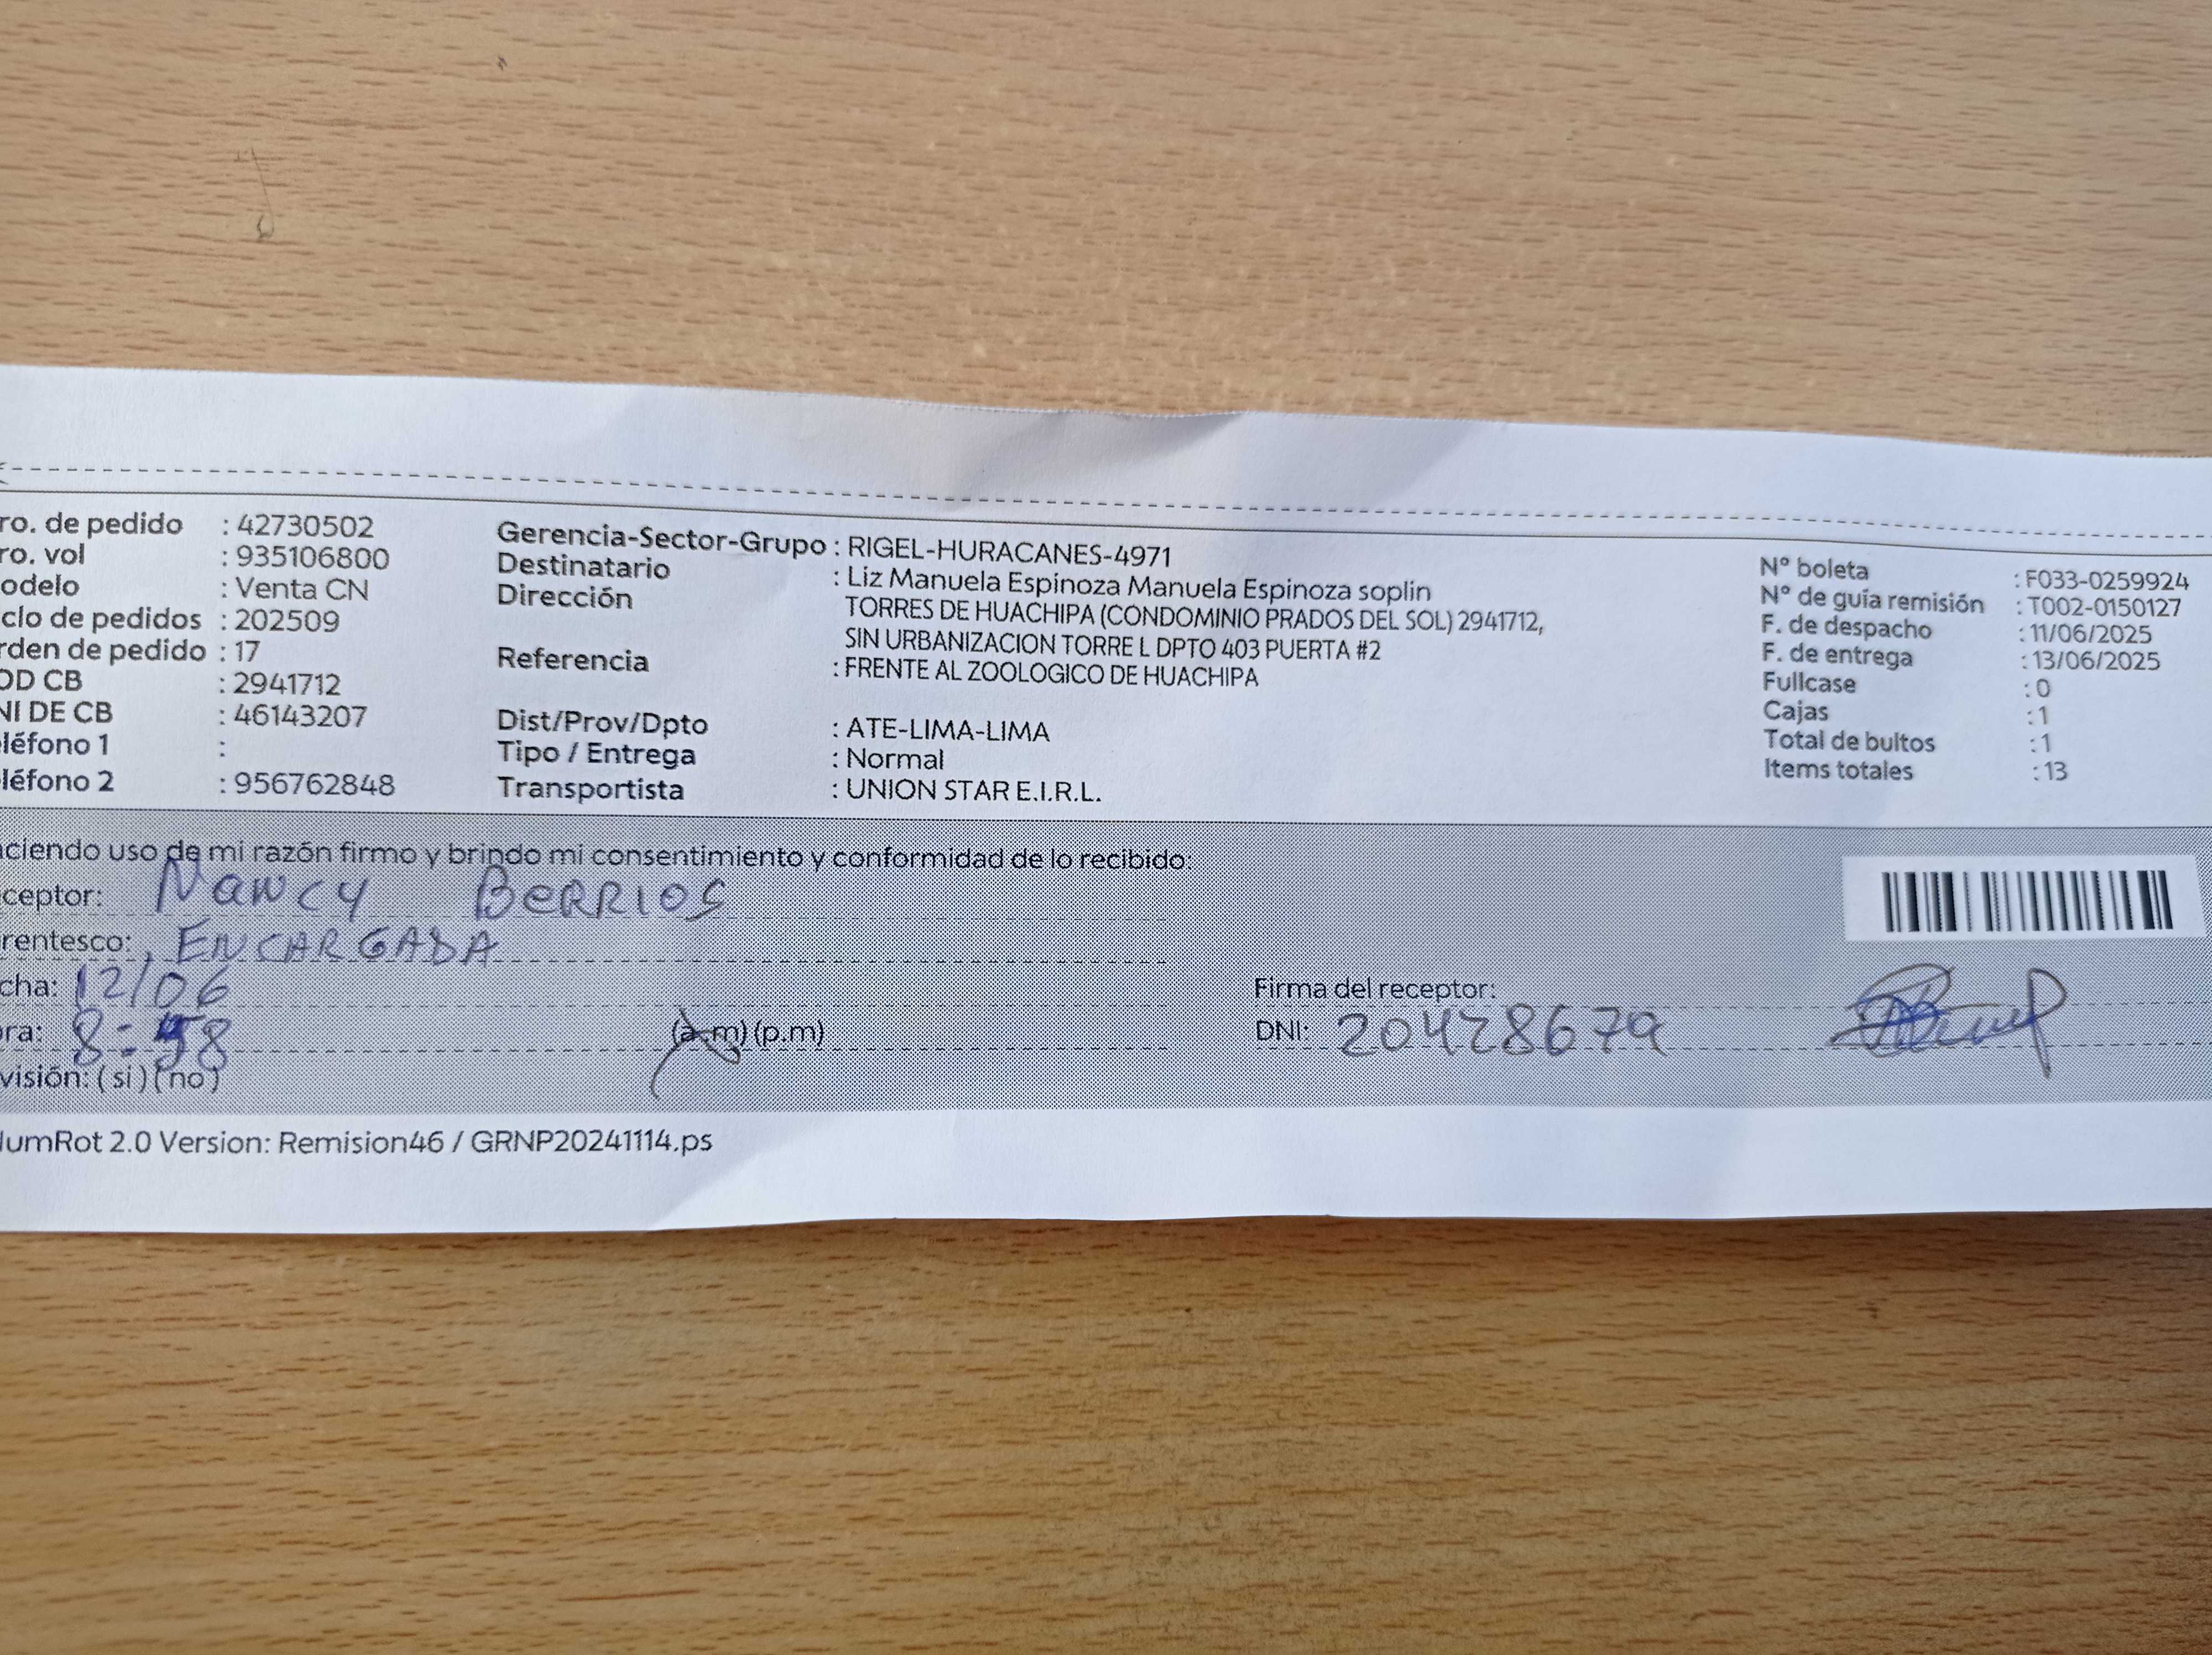 ro. de pedido : 42730502
ro. vol : 935106800
odelo : Venta CN
clo de pedidos : 202509
rden de pedido : 17
OD CB : 2941712
NI DE CB : 46143207
léfono 1 :
léfono 2 : 956762848
Gerencia-Sector-Grupo : RIGEL-HURACANES-4971
Destinatario : Liz Manuela Espinoza Manuela Espinoza soplin
Dirección TORRES DE HUACHIPA (CONDOMINIO PRADOS DEL SOL) 2941712,
SIN URBANIZACION TORRE L DPTO 403 PUERTA #2
Referencia : FRENTE AL ZOOLOGICO DE HUACHIPA
Dist/Prov/Dpto : ATE-LIMA-LIMA
Tipo / Entrega : Normal
Transportista : UNION STAR E.I.R.L.
N° boleta : F033-0259924
N° de guía remisión : T002-0150127
F. de despacho : 11/06/2025
F. de entrega : 13/06/2025
Fullcase : 0
Cajas : 1
Total de bultos : 1
Items totales : 13
ciendo uso de mi razón firmo y brindo mi consentimiento y conformidad de lo recibido:
ceptor: Nancy BERRIOS
rentesco: ENCARGADA
cha: 12/06
ora: 8:58 (a.m) (p.m)
visión: (si) (no)
Firma del receptor:
DNI: 20428679
lumRot 2.0 Version: Remision46 / GRNP20241114.ps